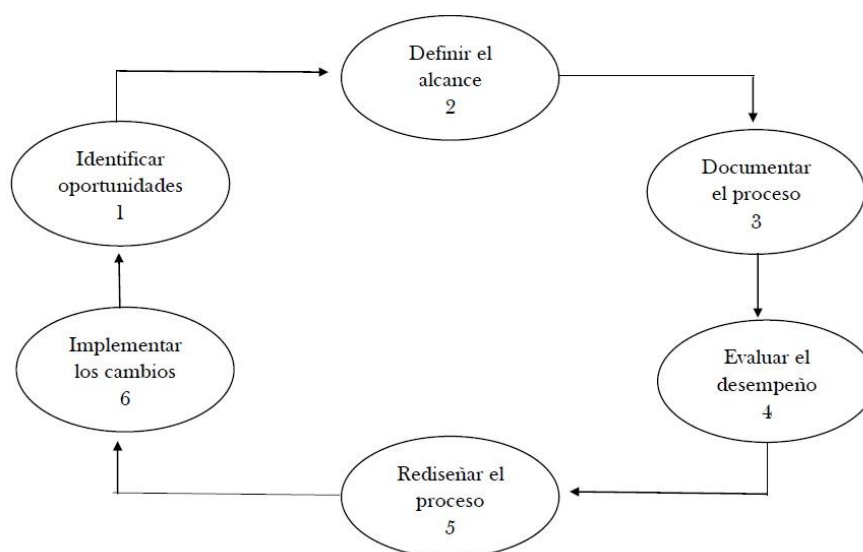 Definir el
alcance
2
Identificar
oportunidades
1
Documentar
el proceso
3
Implementar
los cambios
6
Evaluar el
desempeño
4
Rediseñar el
proceso
5